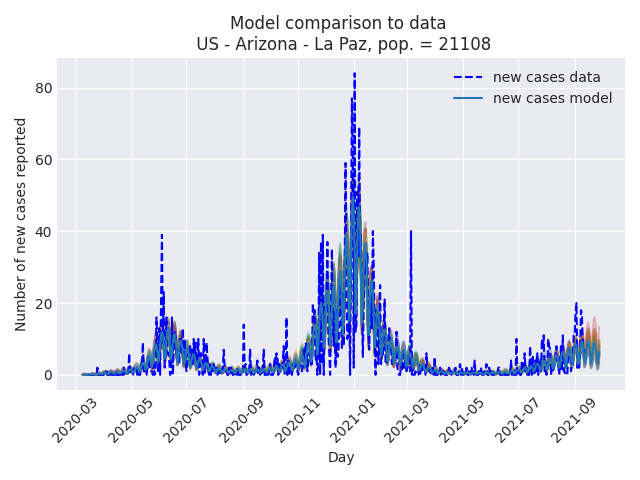 Model comparison to data
US - Arizona - La Paz, pop. = 21108
Number of new cases reported
80
60
40
20
0
new cases data
new cases model
2020-03
2020-05
2020-07
2020-09
2020-11
2021-01
2021-03
2021-05
2021-07
2021-09
Day